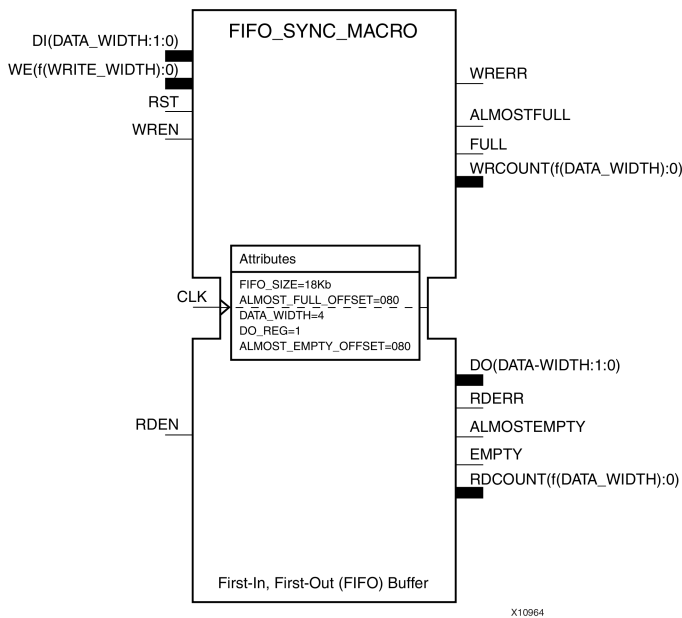 FIFO_SYNC_MACRO
DI(DATA_WIDTH:1:0)
WE(f(WRITE_WIDTH):0)
RST
WREN
WRERR
ALMOSTFULL
FULL
WRCOUNT(f(DATA_WIDTH):0)
Attributes
FIFO_SIZE=18Kb
ALMOST_FULL_OFFSET=080
DATA_WIDTH=4
DO_REG=1
ALMOST_EMPTY_OFFSET=080
CLK
DO(DATA-WIDTH:1:0)
RDERR
ALMOSTEMPTY
EMPTY
RDCOUNT(f(DATA_WIDTH):0)
RDEN
First-In, First-Out (FIFO) Buffer
X10964